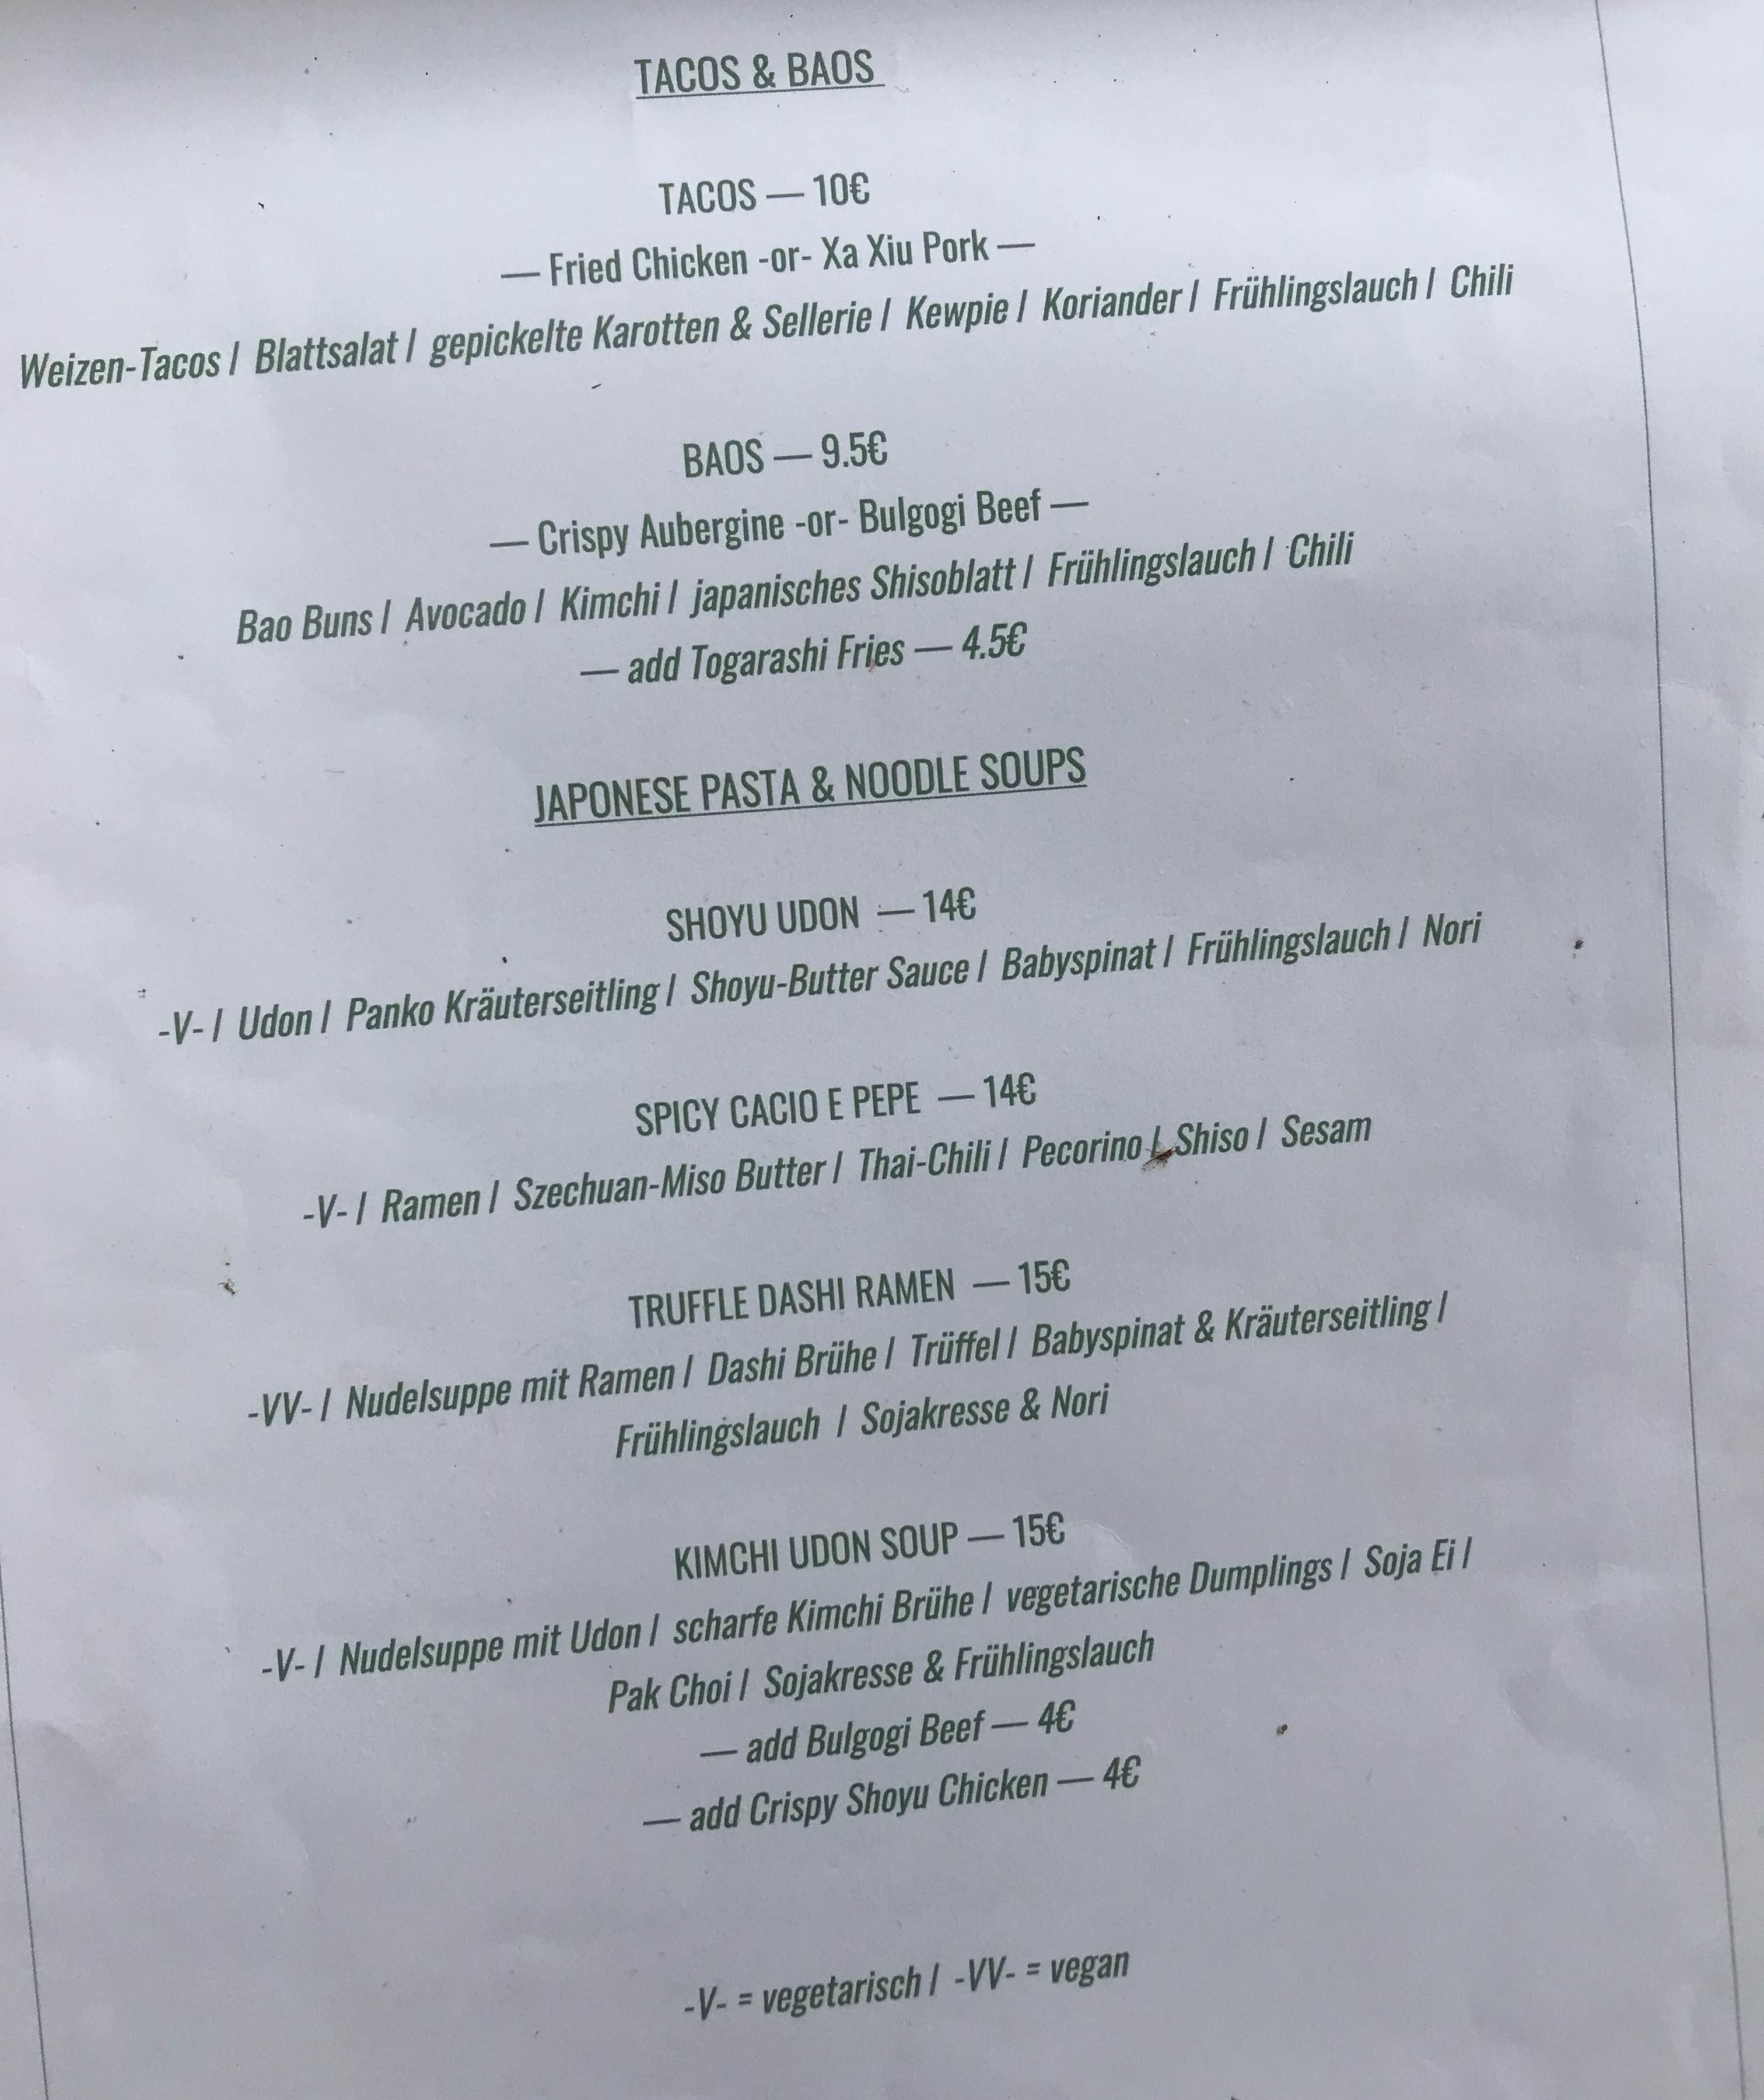 TACOS & BAOS
TACOS — 10€
— Fried Chicken -or- Xa Xiu Pork —
Weizen-Tacos / Blattsalat / gepickelte Karotten & Sellerie / Kewpie / Koriander / Frühlingslauch / Chili
BAOS — 9.5€
— Crispy Aubergine -or- Bulgogi Beef —
Bao Buns / Avocado / Kimchi / japanisches Shisoblatt / Frühlingslauch / Chili
— add Togarashi Fries — 4.5€
JAPONESE PASTA & NOODLE SOUPS
SHOYU UDON — 14€
-V- / Udon / Panko Kräuterseitling / Shoyu-Butter Sauce / Babyspinat / Frühlingslauch / Nori
SPICY CACIO E PEPE — 14€
-V- / Ramen / Szechuan-Miso Butter / Thai-Chili / Pecorino / Shiso / Sesam
TRUFFLE DASHI RAMEN — 15€
-VV- / Nudelsuppe mit Ramen / Dashi Brühe / Trüffel / Babyspinat & Kräuterseitling /
Frühlingslauch / Sojakresse & Nori
KIMCHI UDON SOUP — 15€
-V- / Nudelsuppe mit Udon / scharfe Kimchi Brühe / vegetarische Dumplings / Soja Ei /
Pak Choi / Sojakresse & Frühlingslauch
— add Bulgogi Beef — 4€
— add Crispy Shoyu Chicken — 4€
-V- = vegetarisch / -VV- = vegan